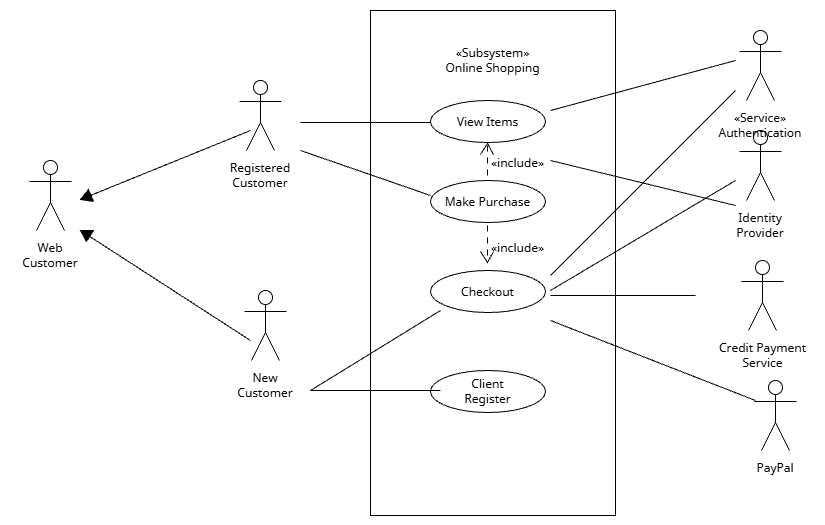 «Subsystem»
Online Shopping
View Items
«include»
Make Purchase
«include»
Checkout
Client
Register
Registered
Customer
Web
Customer
New
Customer
«Service»
Authentication
Identity
Provider
Credit Payment
Service
PayPal